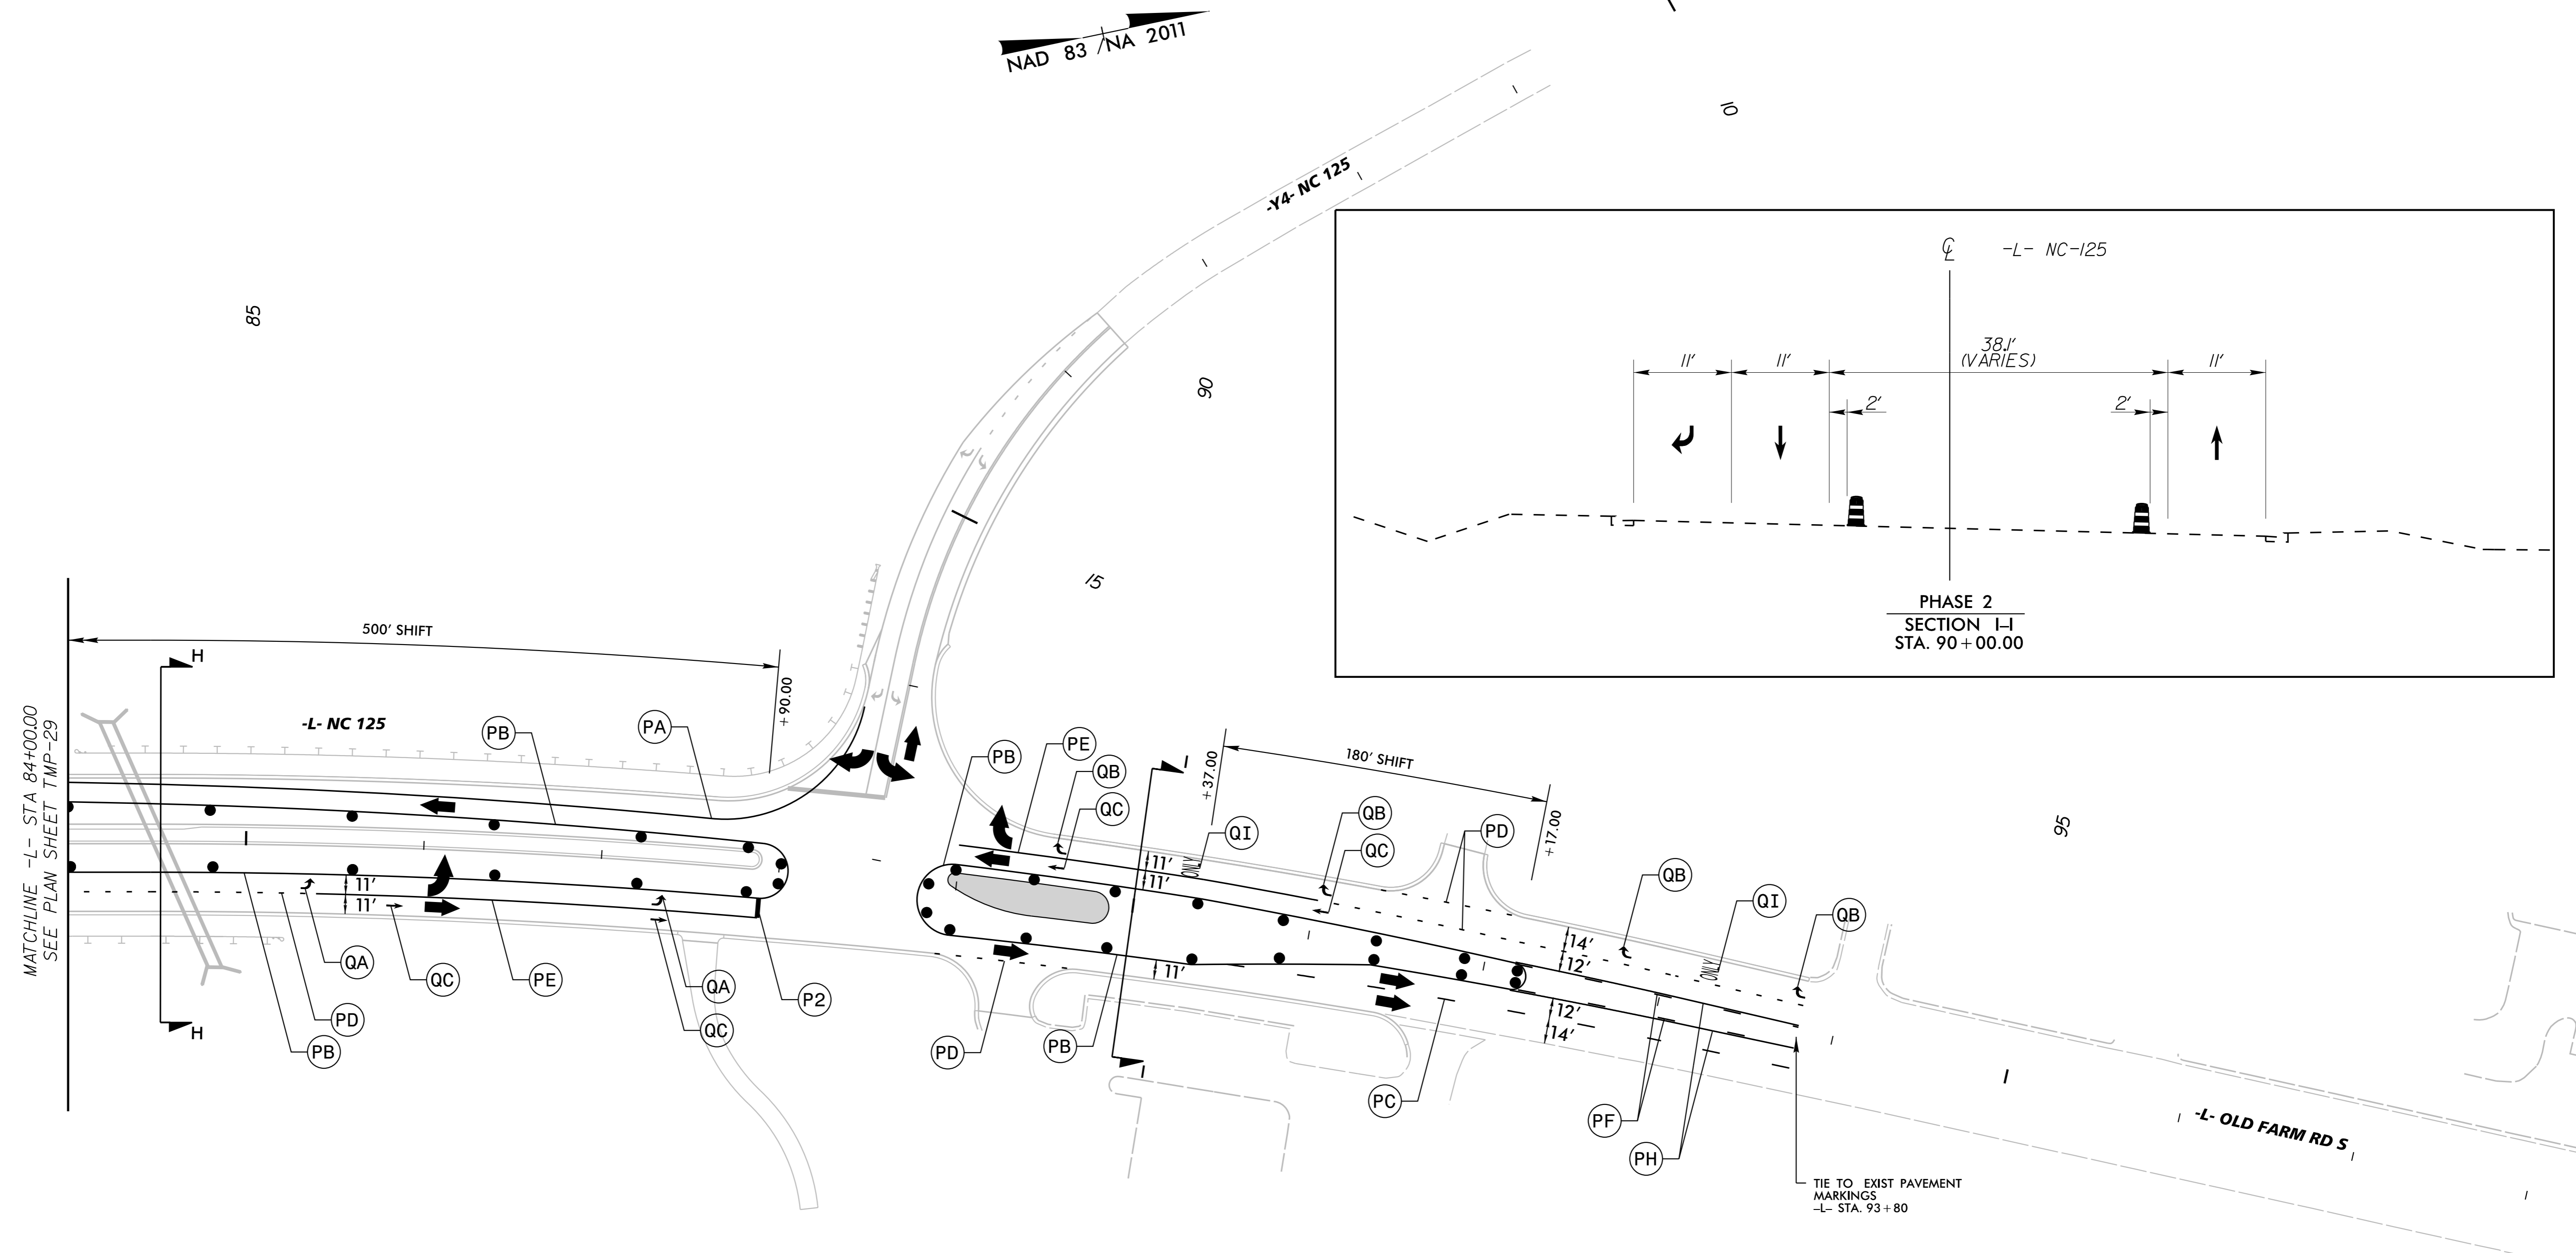 NAD 83 /NA 2011
10
-Y4- NC 125
85
90
15
95
℄ -L- NC-125
38.1'
(VARIES)
11'
11'
11'
2'
2'
PHASE 2
SECTION I-I
STA. 90+00.00
500' SHIFT
H
+90.00
-L- NC 125
PB
PA
MATCHLINE -L- STA 84+00.00
SEE PLAN SHEET TMP-29
11'
11'
H
QA
QC
PD
PB
PE
QA
QC
P2
PB
PE
QB
QC
I
+37.00
180' SHIFT
+17.00
QI
ONLY
11'
11'
QB
QC
PD
QB
QI
ONLY
QB
14'
12'
12'
14'
11'
PD
PB
I
PC
PF
PH
TIE TO EXIST PAVEMENT
MARKINGS
-L- STA. 93+80
-L- OLD FARM RD S